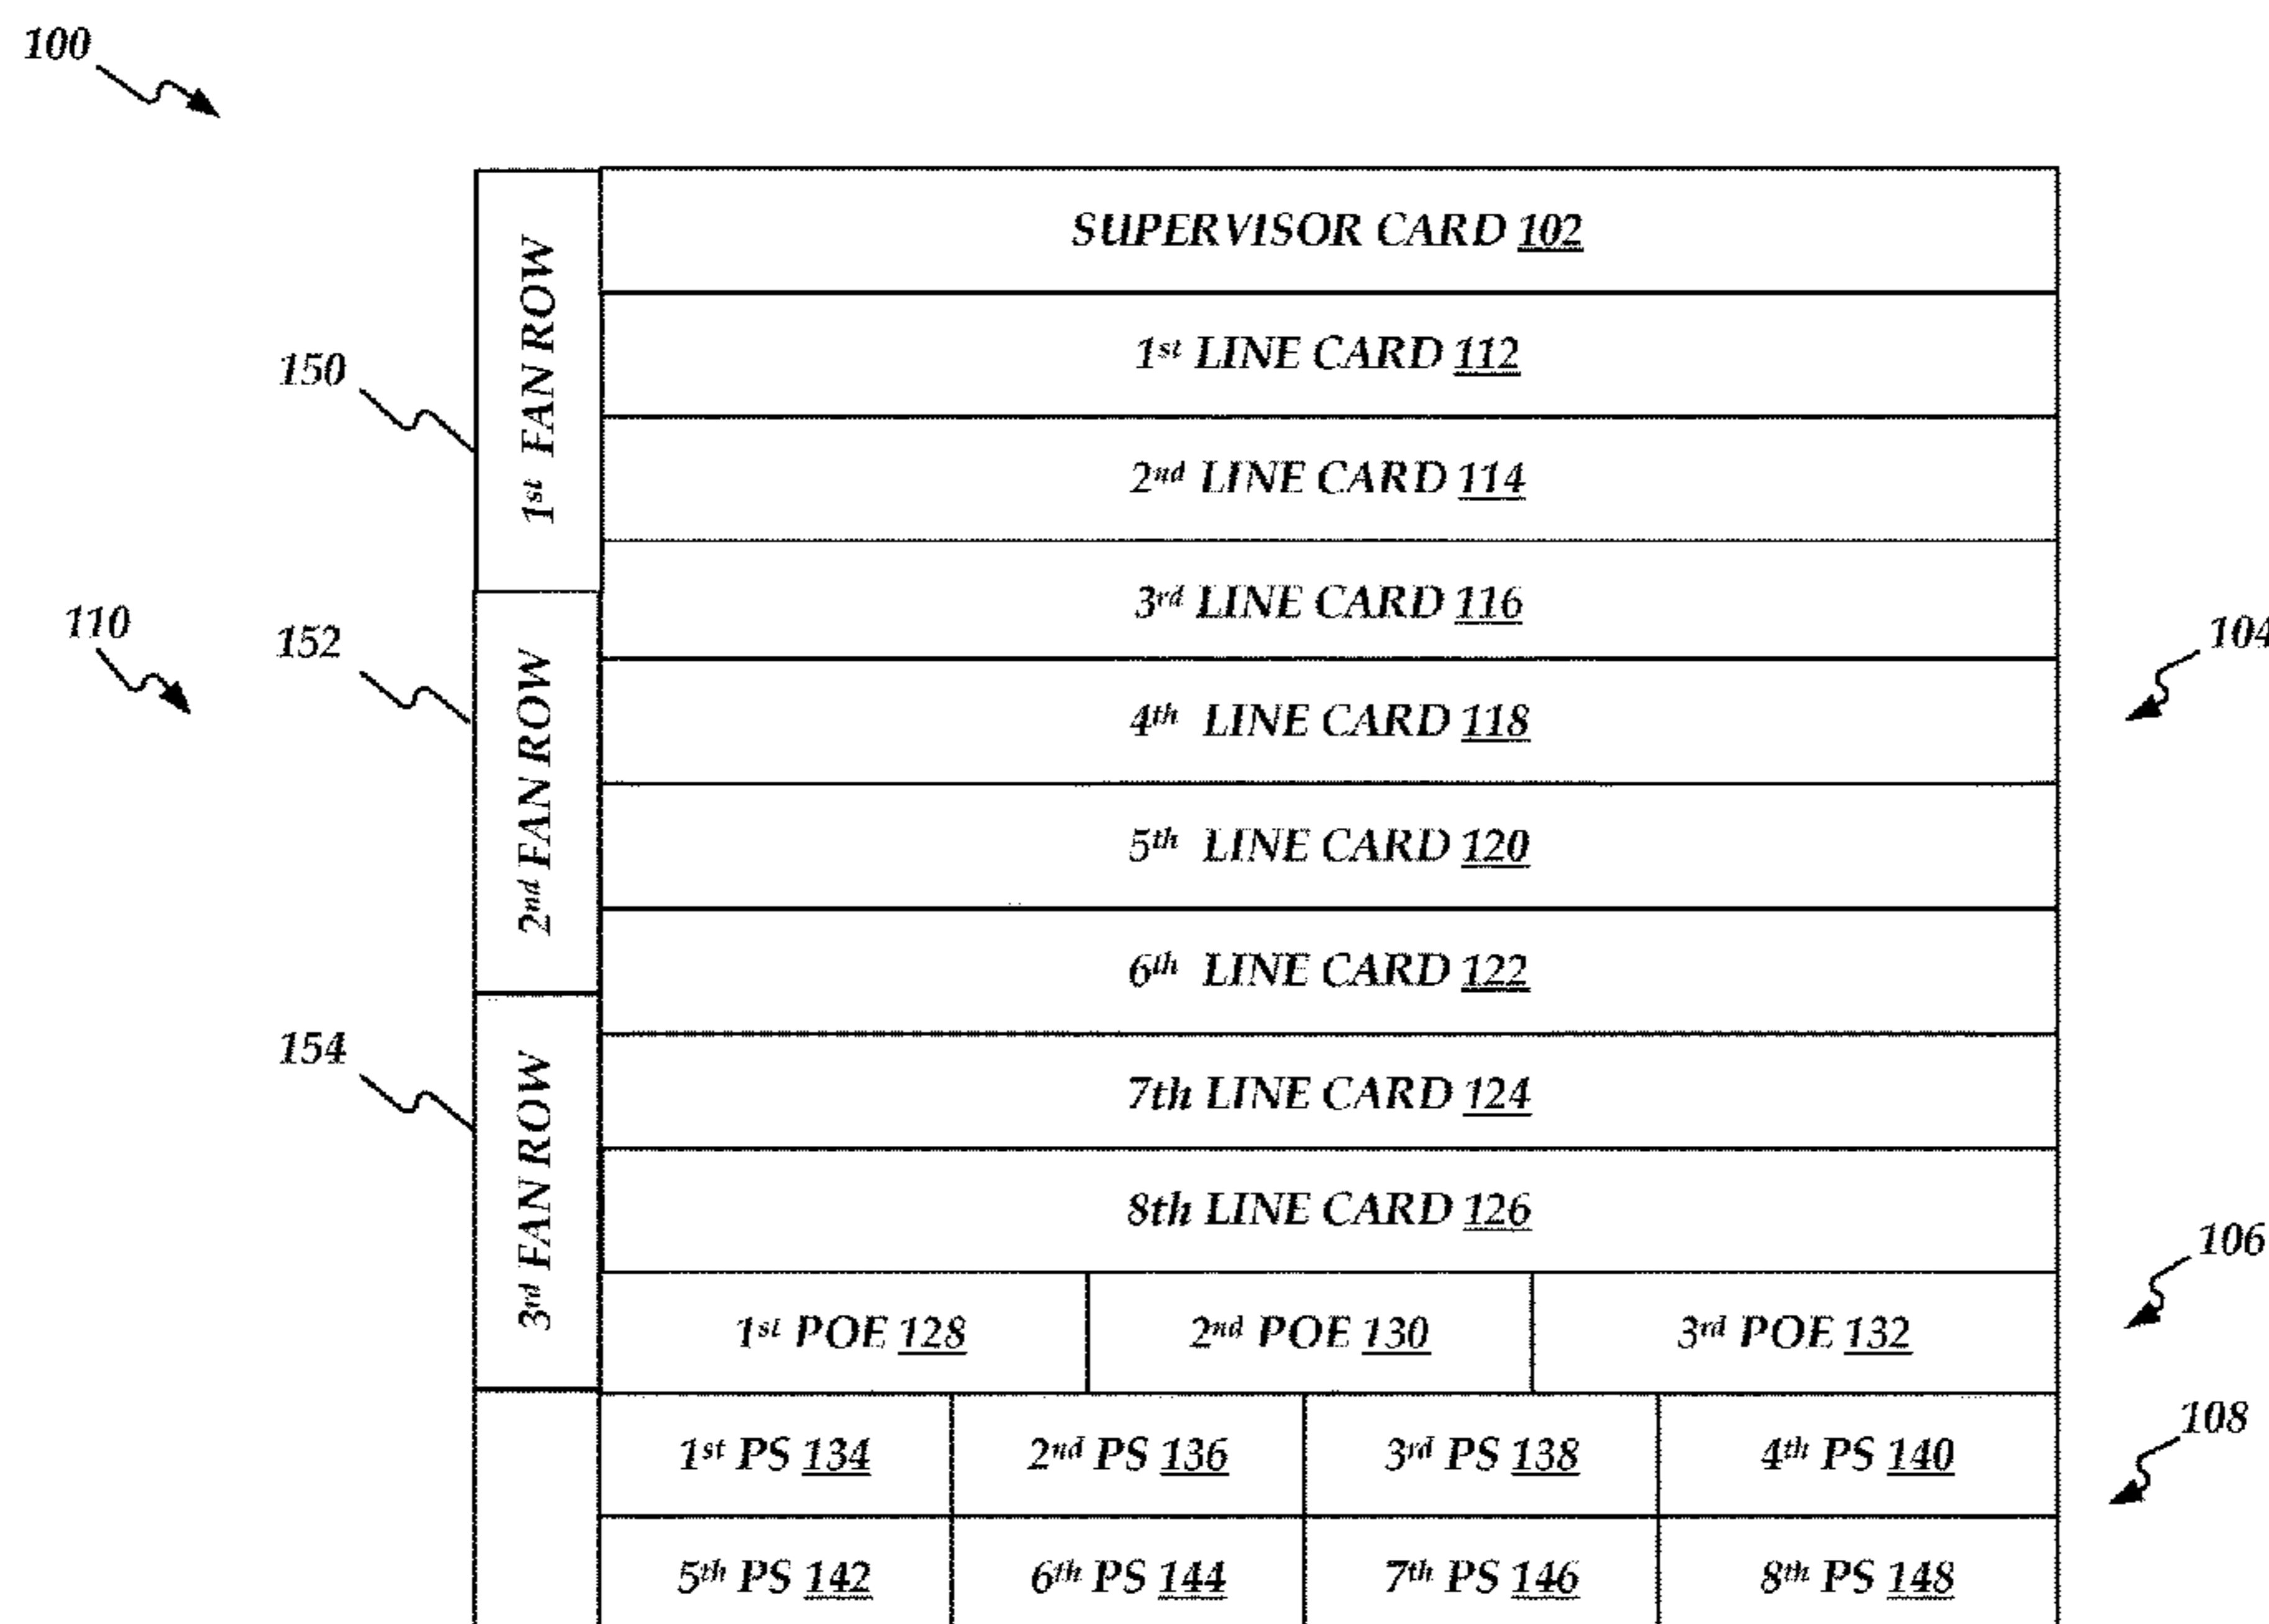 100
SUPERVISOR CARD 102
1st LINE CARD 112
2nd LINE CARD 114
3rd LINE CARD 116
4th LINE CARD 118
5th LINE CARD 120
6th LINE CARD 122
7th LINE CARD 124
8th LINE CARD 126
1st POE 128
2nd POE 130
3rd POE 132
1st PS 134
2nd PS 136
3rd PS 138
4th PS 140
5th PS 142
6th PS 144
7th PS 146
8th PS 148
1st FAN ROW
2nd FAN ROW
3rd FAN ROW
150
110
152
154
104
106
108